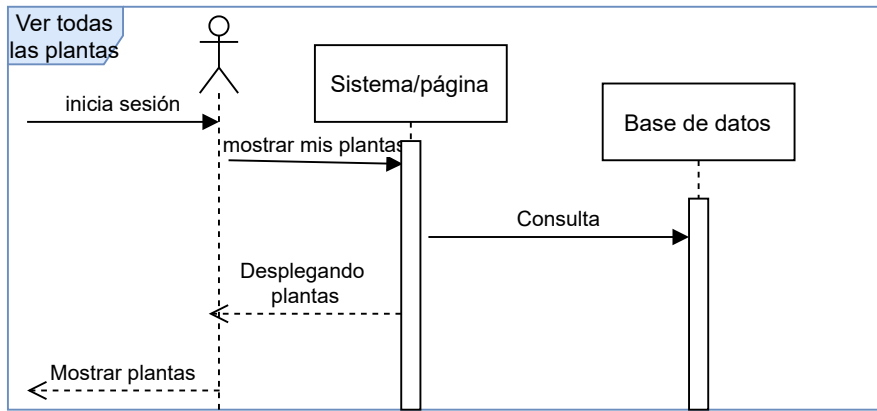 Ver todas
las plantas
Sistema/página
Base de datos
inicia sesión
mostrar mis plantas
Consulta
Desplegando
plantas
Mostrar plantas